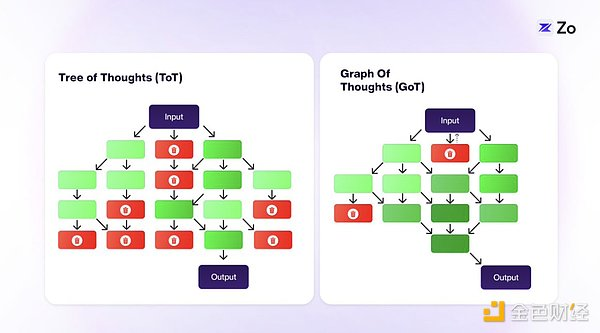 Zo
Tree of Thoughts (ToT)
Input
Output
Graph Of
Thoughts (GoT)
Input
Output
金色财经